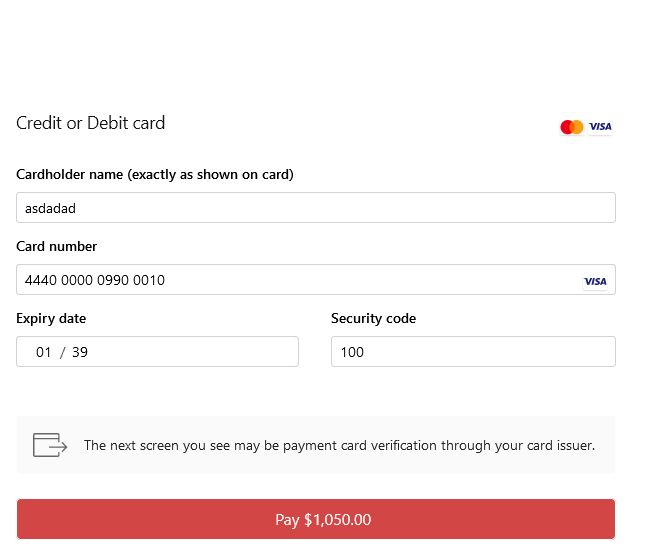 Credit or Debit card
VISA
Cardholder name (exactly as shown on card)
asdadad
Card number
4440 0000 0990 0010
VISA
Expiry date
Security code
01 / 39
100
The next screen you see may be payment card verification through your card issuer.
Pay $1,050.00